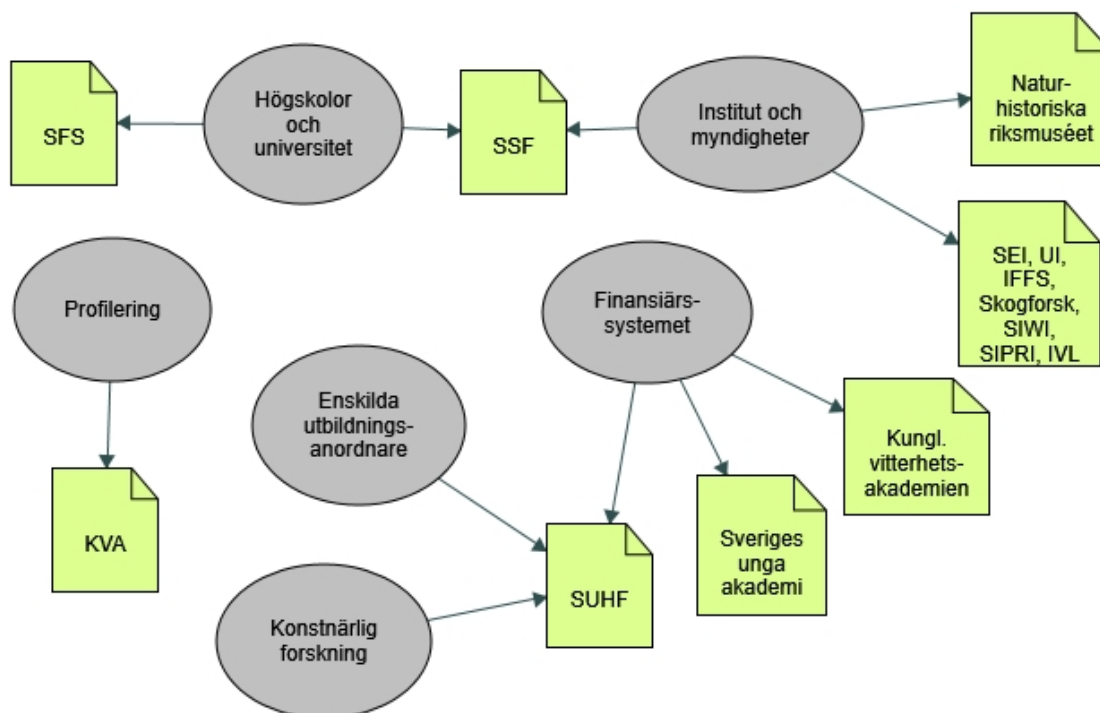 SFS
Högskolor
och
universitet
SSF
Institut och
myndigheter
Natur-
historiska
riksmuséet
SEI, UI,
IFFS,
Skogforsk,
SIWI,
SIPRI, IVL
Profilering
Finansiärs-
systemet
Enskilda
utbildnings-
anordnare
Kungl.
vitterhets-
akademien
KVA
Sveriges
unga
akademi
SUHF
Konstnärlig
forskning